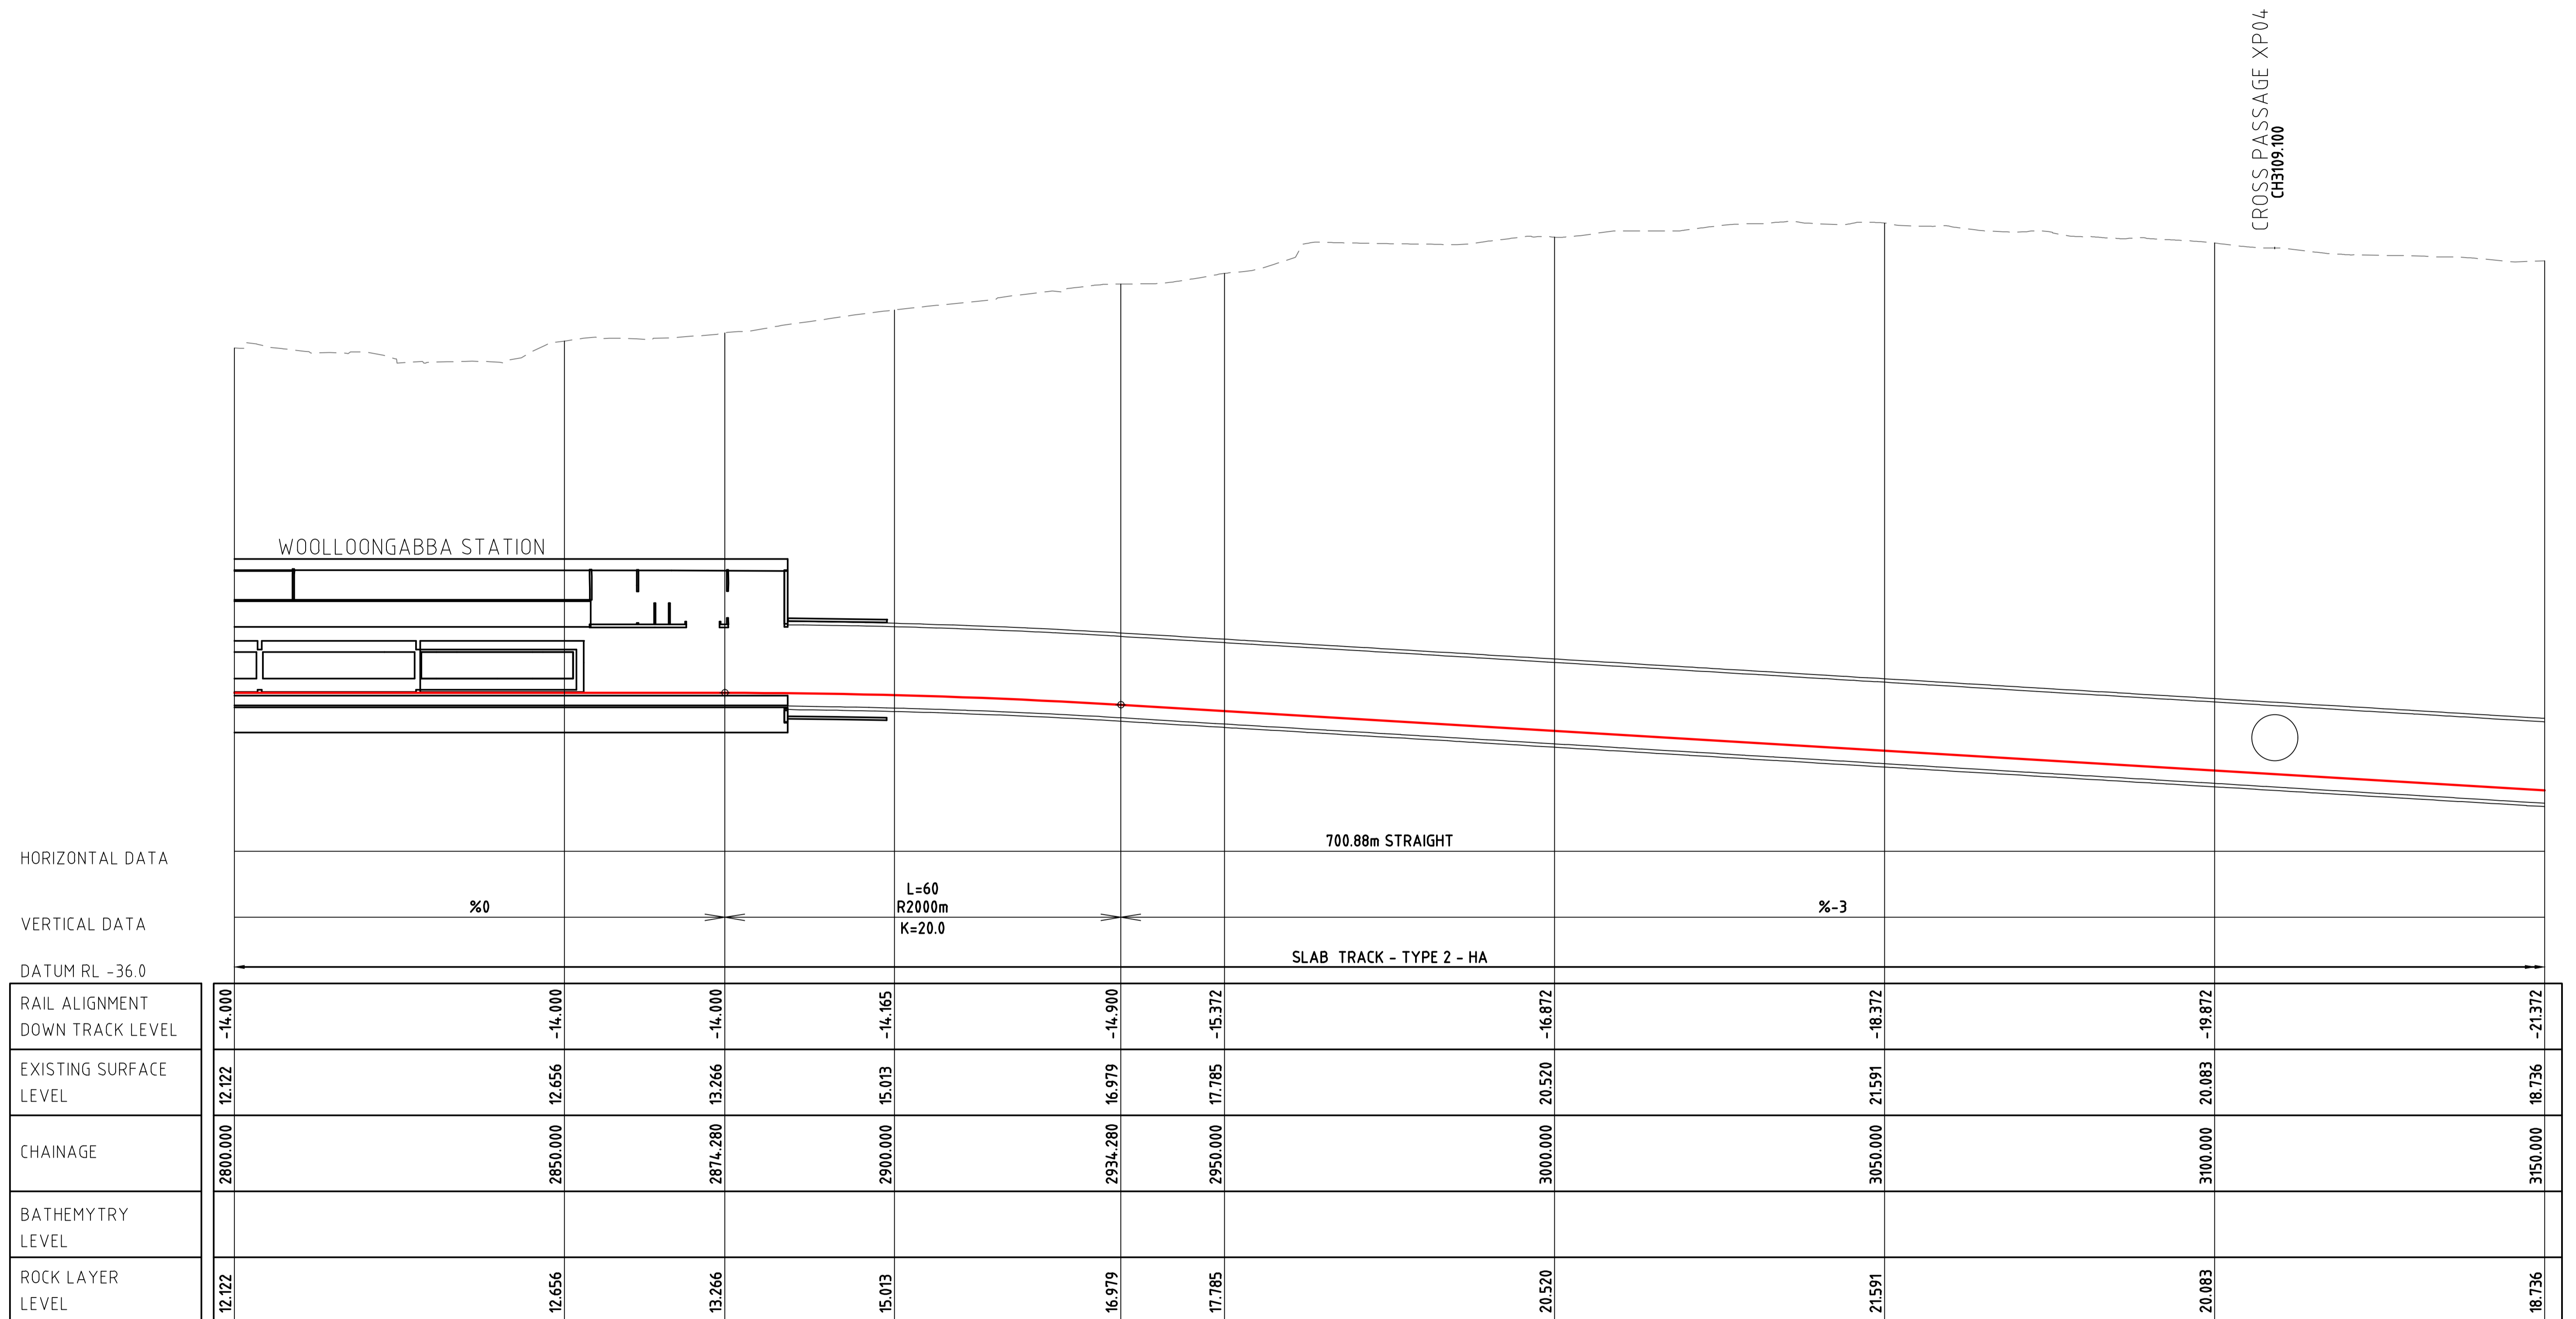 CROSS PASSAGE XP04
CH3109.100
WOOLLOONGABBA STATION
HORIZONTAL DATA
700.88m STRAIGHT
VERTICAL DATA
%0
L=60
R2000m
K=20.0
%-3
DATUM RL -36.0
SLAB TRACK - TYPE 2 - HA
RAIL ALIGNMENT
DOWN TRACK LEVEL
-14.000
-14.000
-14.000
-14.165
-14.900
-15.372
-16.872
-18.372
-19.872
-21.372
EXISTING SURFACE
LEVEL
12.122
12.656
13.266
15.013
16.979
17.785
20.520
21.591
20.083
18.736
CHAINAGE
2800.000
2850.000
2874.280
2900.000
2934.280
2950.000
3000.000
3050.000
3100.000
3150.000
BATHEMYTRY
LEVEL
ROCK LAYER
LEVEL
12.122
12.656
13.266
15.013
16.979
17.785
20.520
21.591
20.083
18.736